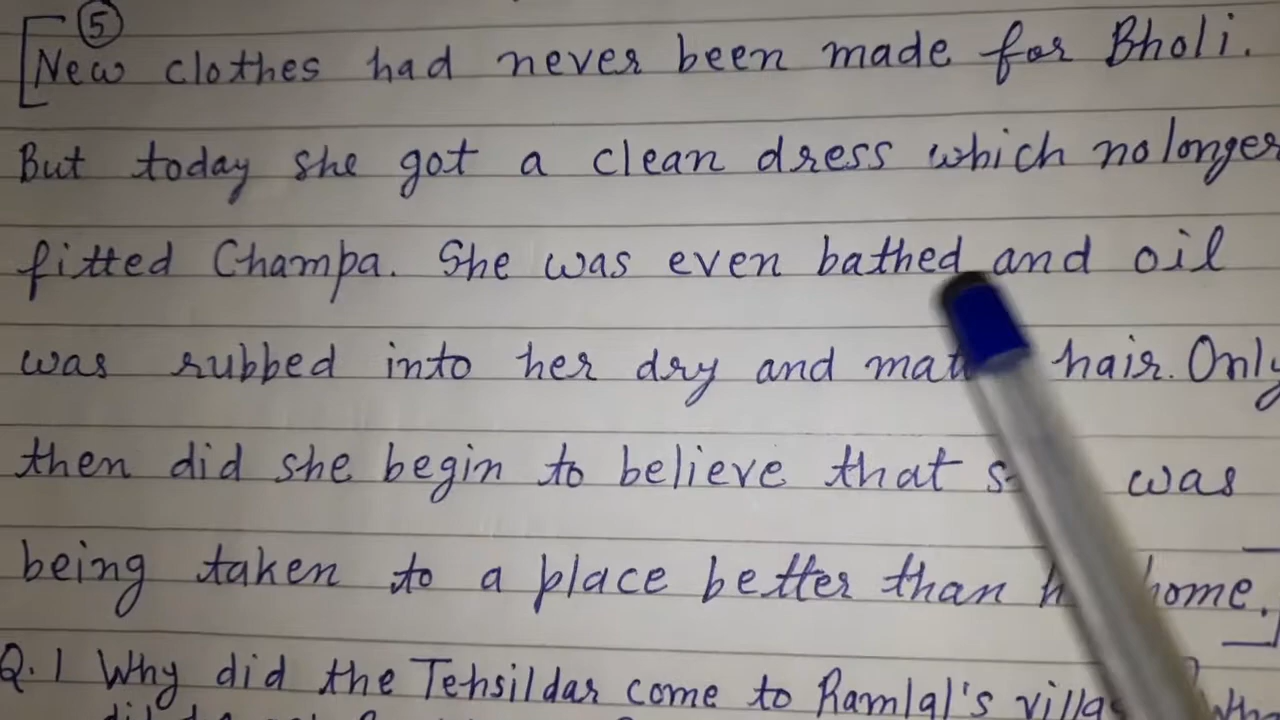 5
New clothes had never been made for Bholi.
But today she got a clean dress which no longer
fitted Champa. She was even bathed and oil
was rubbed into her dry and hair. Only
then did she begin to believe that was
being taken to a place better than home.
Q.1 Why did the Tehsildar come to Ramlal's